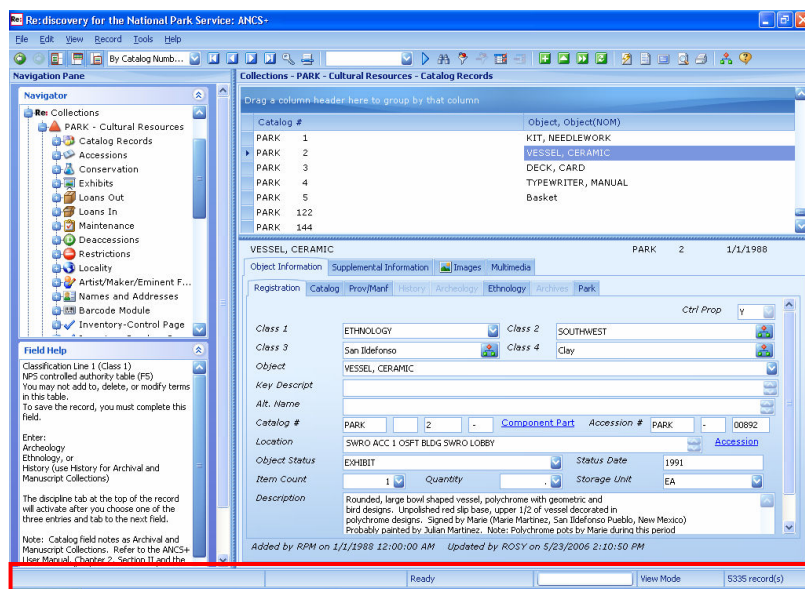 Re:discovery for the National Park Service: ANCS+
File Edit View Record Tools Help
By Catalog Numb...
Navigation Pane
Collections - PARK - Cultural Resources - Catalog Records
Navigator
Re: Collections
PARK - Cultural Resources
Catalog Records
Accessions
Conservation
Exhibits
Loans Out
Loans In
Maintenance
Deaccessions
Restrictions
Locality
Artist/Maker/Eminent F...
Names and Addresses
Barcode Module
Inventory-Control Page
Field Help
Classification Line 1 (Class 1)
NPS controlled authority table (F5)
You may not add to, delete, or modify terms
in this table.
To save the record, you must complete this
field.
Enter:
Archeology
Ethnology, or
History (use History for Archival and
Manuscript Collections)
The discipline tab at the top of the record
will activate after you choose one of the
three entries and tab to the next field.
Note: Catalog field notes as Archival and
Manuscript Collections. Refer to the ANCS+
User Manual, Chapter 2, Section II and the
Drag a column header here to group by that column
Catalog # Object, Object(NOM)
PARK 1 KIT, NEEDLEWORK
PARK 2 VESSEL, CERAMIC
PARK 3 DECK, CARD
PARK 4 TYPEWRITER, MANUAL
PARK 5 Basket
PARK 122
PARK 144
VESSEL, CERAMIC PARK 2 1/1/1988
Object Information Supplemental Information Images Multimedia
Registration Catalog Prov/Manf History Archeology Ethnology Archives Park
Ctrl Prop Y
Class 1 ETHNOLOGY Class 2 SOUTHWEST
Class 3 San Ildefonso Class 4 Clay
Object VESSEL, CERAMIC
Key Descript
Alt. Name
Catalog # PARK 2 - Component Part Accession # PARK - 00892
Location SWRO ACC 1 OSFT BLDG SWRO LOBBY Accession
Object Status EXHIBIT Status Date 1991
Item Count 1 Quantity . Storage Unit EA
Description Rounded, large bowl shaped vessel, polychrome with geometric and
bird designs. Unpolished red slip base, upper 1/2 of vessel decorated in
polychrome designs. Signed by Marie (Marie Martinez, San Ildefonso Pueblo, New Mexico)
Probably painted by Julian Martinez. Note: Polychrome pots by Marie during this period
Added by RPM on 1/1/1988 12:00:00 AM Updated by ROSY on 5/23/2006 2:10:50 PM
Ready View Mode 5335 record(s)